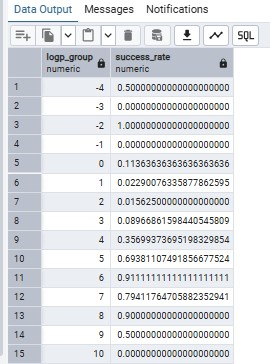 Data Output Messages Notifications
SQL
logp_group numeric success_rate numeric
1 -4 0.50000000000000000000
2 -3 0.00000000000000000000
3 -2 1.00000000000000000000
4 -1 0.00000000000000000000
5 0 0.11363636363636363636
6 1 0.02290076335877862595
7 2 0.01562500000000000000
8 3 0.08966861598440545809
9 4 0.35699373695198329854
10 5 0.69381107491856677524
11 6 0.91111111111111111111
12 7 0.79411764705882352941
13 8 0.90000000000000000000
14 9 0.50000000000000000000
15 10 0.00000000000000000000